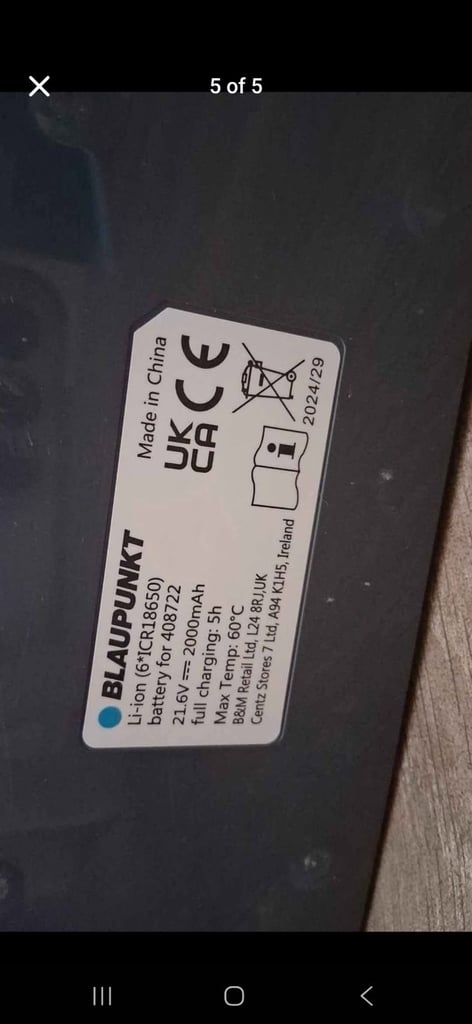 5 of 5
BLAUPUNKT
Li-ion (6*ICR18650)
battery for 408722
21.6V ⎓ 2000mAh
full charging: 5h
Max Temp: 60°C
B&M Retail Ltd, L24 8RJ,UK
Centz Stores 7 Ltd, A94 K1H5, Ireland
Made in China
UK
CA
CE
i
2024/29